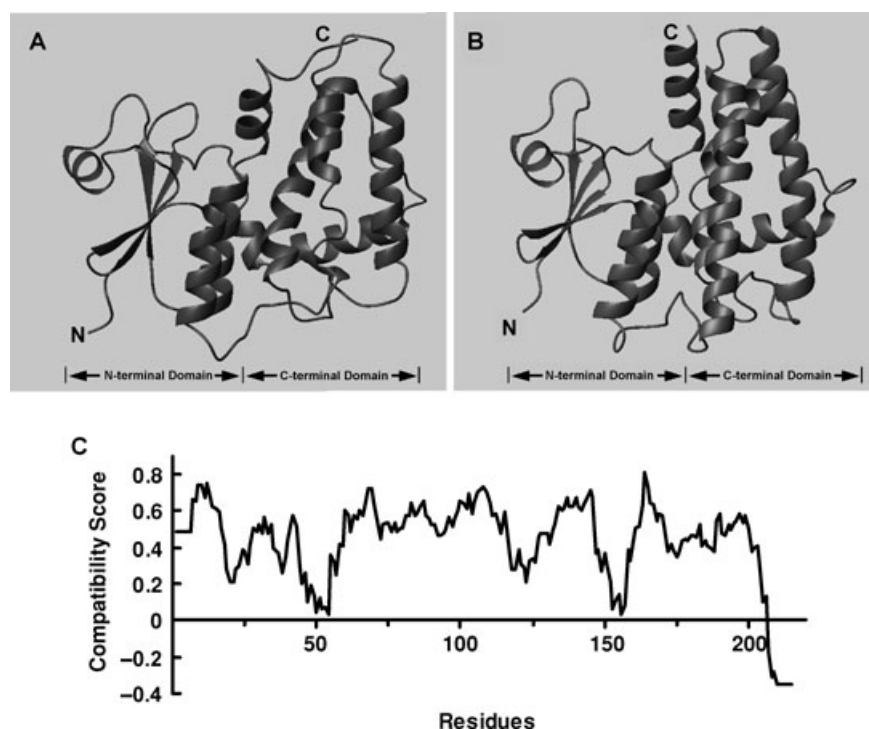 A
C
N
N-terminal Domain
C-terminal Domain
B
C
N
N-terminal Domain
C-terminal Domain
C
Compatibility Score
0.8
0.6
0.4
0.2
0
−0.2
−0.4
50
100
150
200
Residues